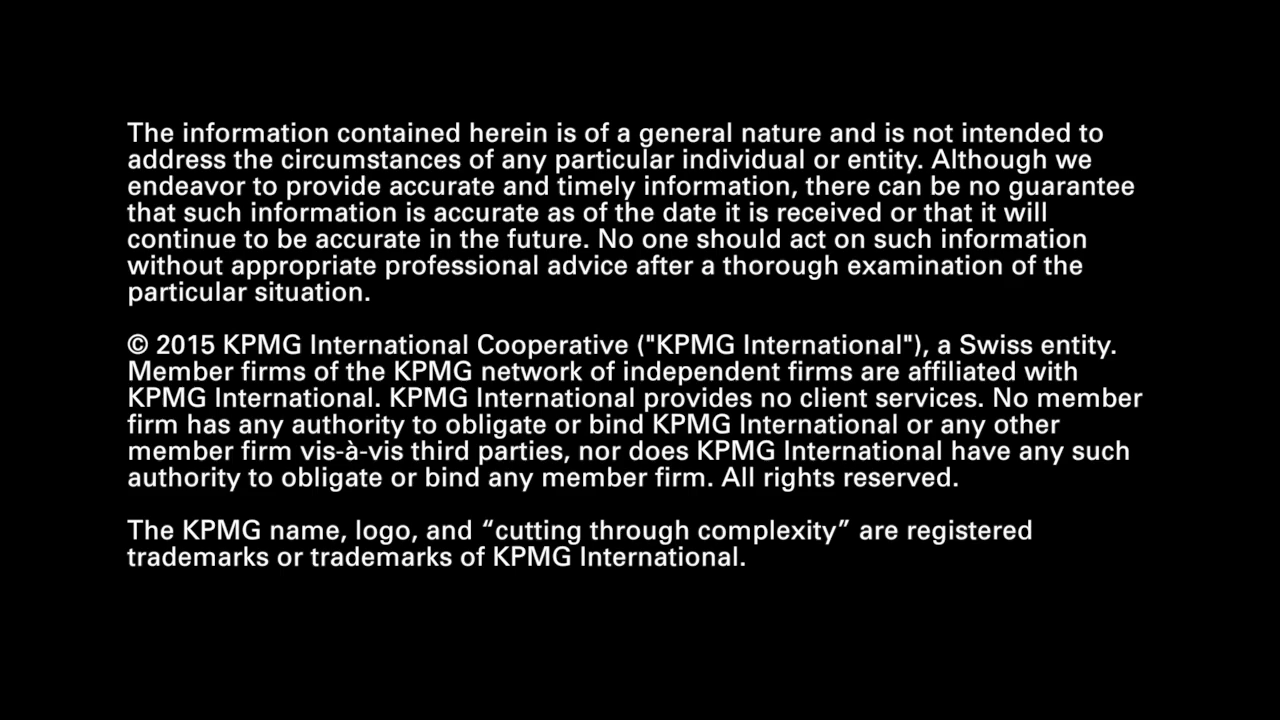 The information contained herein is of a general nature and is not intended to
address the circumstances of any particular individual or entity. Although we
endeavor to provide accurate and timely information, there can be no guarantee
that such information is accurate as of the date it is received or that it will
continue to be accurate in the future. No one should act on such information
without appropriate professional advice after a thorough examination of the
particular situation.
© 2015 KPMG International Cooperative ("KPMG International"), a Swiss entity.
Member firms of the KPMG network of independent firms are affiliated with
KPMG International. KPMG International provides no client services. No member
firm has any authority to obligate or bind KPMG International or any other
member firm vis-à-vis third parties, nor does KPMG International have any such
authority to obligate or bind any member firm. All rights reserved.
The KPMG name, logo, and “cutting through complexity” are registered
trademarks or trademarks of KPMG International.